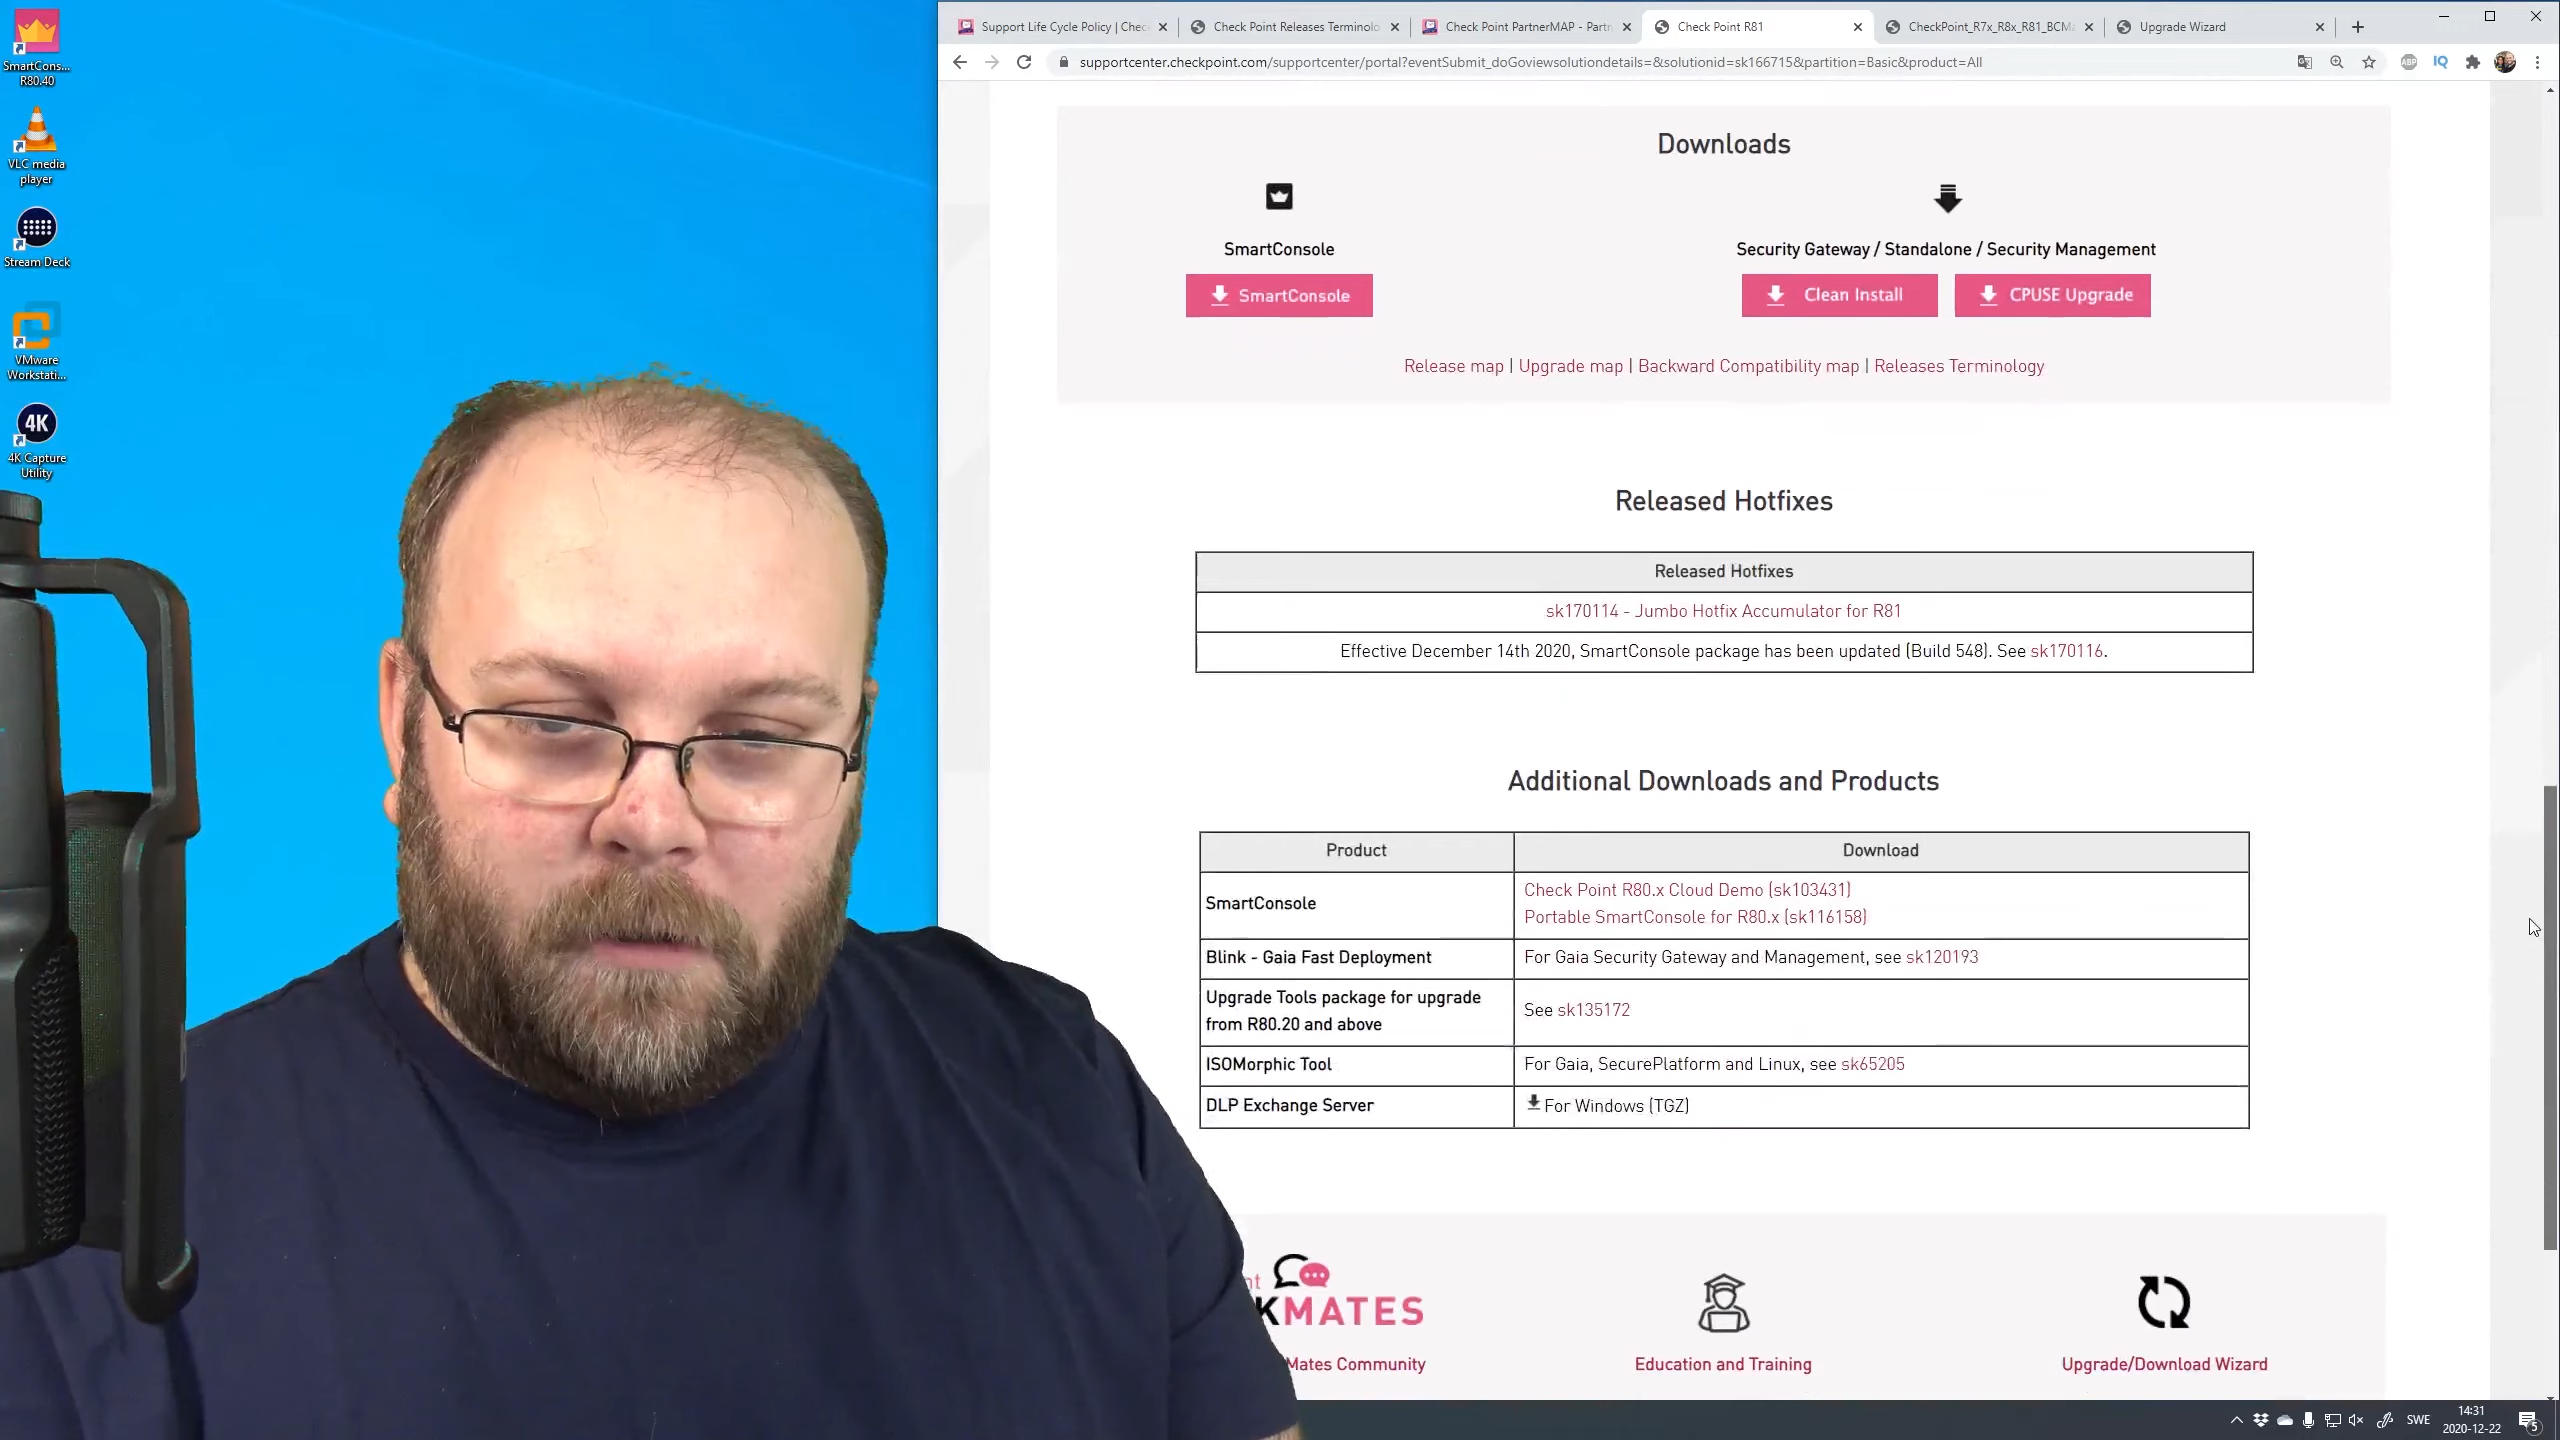 SmartCons...
R80.40
VLC media
player
Stream Deck
VMware
Workstati...
4K
4K Capture
Utility
Support Life Cycle Policy | Chec
Check Point Releases Terminolo
Check Point PartnerMAP - Partn
Check Point R81
CheckPoint_R7x_R8x_R81_BCMa
Upgrade Wizard
supportcenter.checkpoint.com/supportcenter/portal?eventSubmit_doGoviewsolutiondetails=&solutionid=sk166715&partition=Basic&product=All
ABP
IQ
Downloads
SmartConsole
Security Gateway / Standalone / Security Management
SmartConsole
Clean Install
CPUSE Upgrade
Release map | Upgrade map | Backward Compatibility map | Releases Terminology
Released Hotfixes
Released Hotfixes
sk170114 - Jumbo Hotfix Accumulator for R81
Effective December 14th 2020, SmartConsole package has been updated (Build 548). See sk170116.
Additional Downloads and Products
Product
Download
SmartConsole
Check Point R80.x Cloud Demo (sk103431)
Portable SmartConsole for R80.x (sk116158)
Blink - Gaia Fast Deployment
For Gaia Security Gateway and Management, see sk120193
Upgrade Tools package for upgrade
from R80.20 and above
See sk135172
ISOMorphic Tool
For Gaia, SecurePlatform and Linux, see sk65205
DLP Exchange Server
For Windows (TGZ)
nt
KMATES
Mates Community
Education and Training
Upgrade/Download Wizard
SWE
14:31
2020-12-22
5